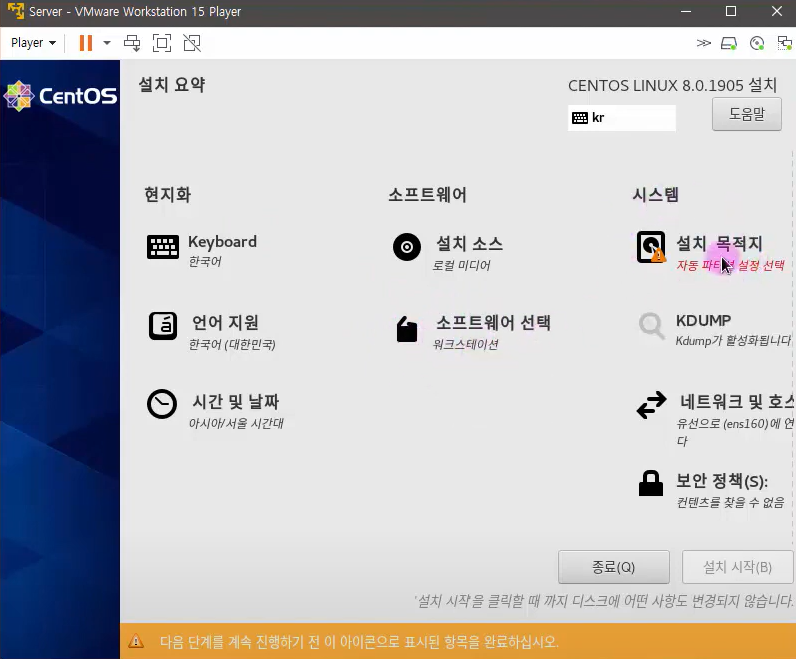 Server - VMware Workstation 15 Player
Player
CentOS
설치 요약
CENTOS LINUX 8.0.1905 설치
kr
도움말
현지화
소프트웨어
시스템
Keyboard
한국어
설치 소스
로컬 미디어
설치 목적지
자동 파티션 설정 선택
언어 지원
한국어 (대한민국)
소프트웨어 선택
워크스테이션
KDUMP
Kdump가 활성화됩니다
시간 및 날짜
아시아/서울 시간대
네트워크 및 호스
유선으로 (ens160)에 연
다
보안 정책(S):
컨텐츠를 찾을 수 없음
종료(Q)
설치 시작(B)
'설치 시작'을 클릭할 때 까지 디스크에 어떤 사항도 변경되지 않습니다.
다음 단계를 계속 진행하기 전 이 아이콘으로 표시된 항목을 완료하십시오.